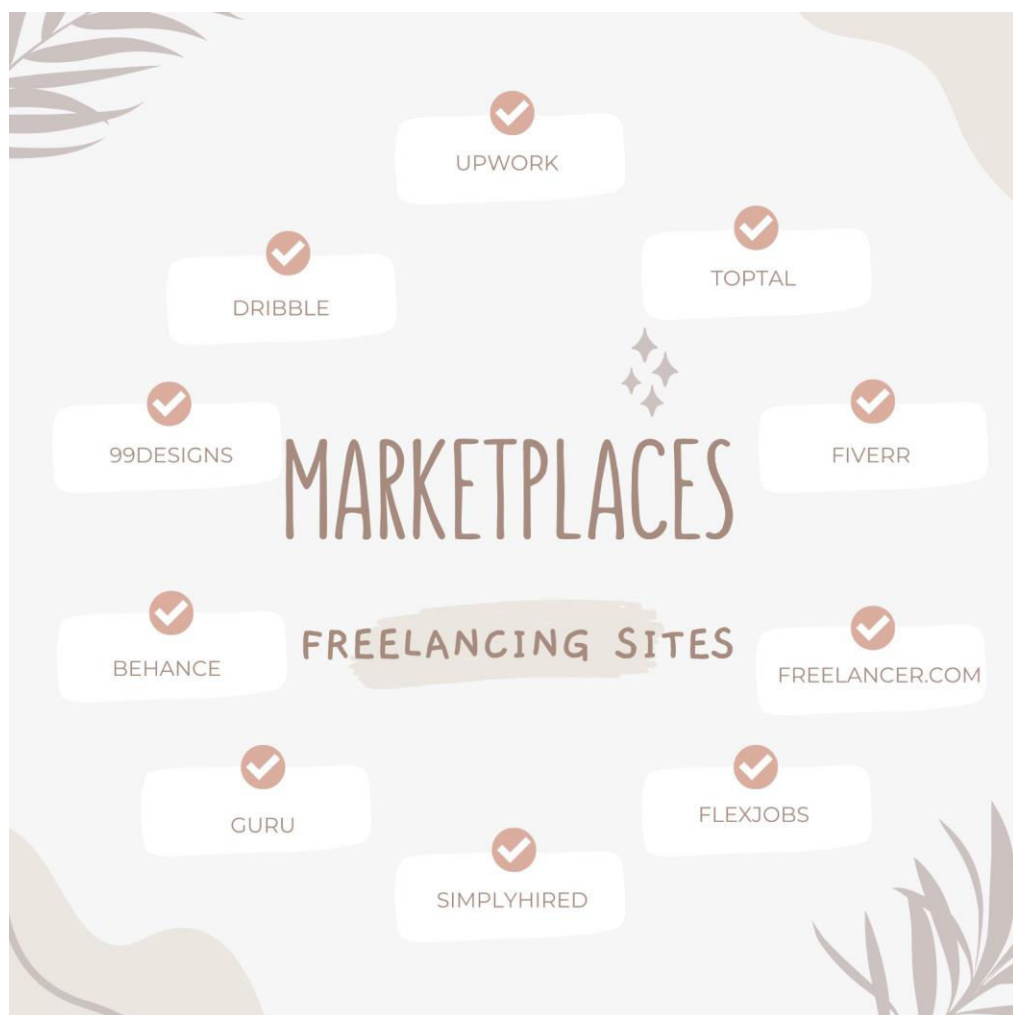 UPWORK
TOPTAL
DRIBBLE
99DESIGNS
MARKETPLACES
FIVERR
FREELANCING SITES
BEHANCE
FREELANCER.COM
GURU
FLEXJOBS
SIMPLYHIRED